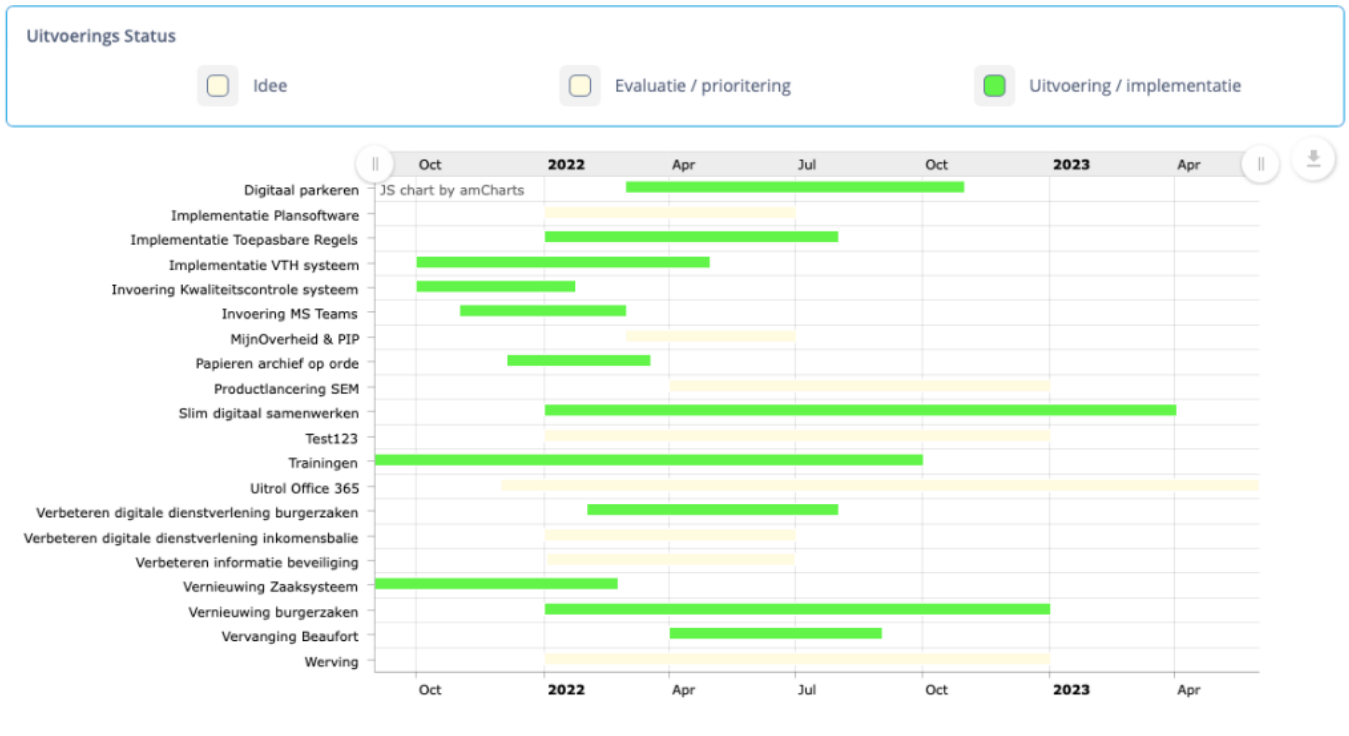 Uitvoerings Status
Idee
Evaluatie / prioritering
Uitvoering / implementatie
Oct 2022 Apr Jul Oct 2023 Apr
Digitaal parkeren JS chart by amCharts
Implementatie Plansoftware
Implementatie Toepasbare Regels
Implementatie VTH systeem
Invoering Kwaliteitscontrole systeem
Invoering MS Teams
MijnOverheid & PIP
Papieren archief op orde
Productlancering SEM
Slim digitaal samenwerken
Test123
Trainingen
Uitrol Office 365
Verbeteren digitale dienstverlening burgerzaken
Verbeteren digitale dienstverlening inkomensbalie
Verbeteren informatie beveiliging
Vernieuwing Zaaksysteem
Vernieuwing burgerzaken
Vervanging Beaufort
Werving
Oct 2022 Apr Jul Oct 2023 Apr